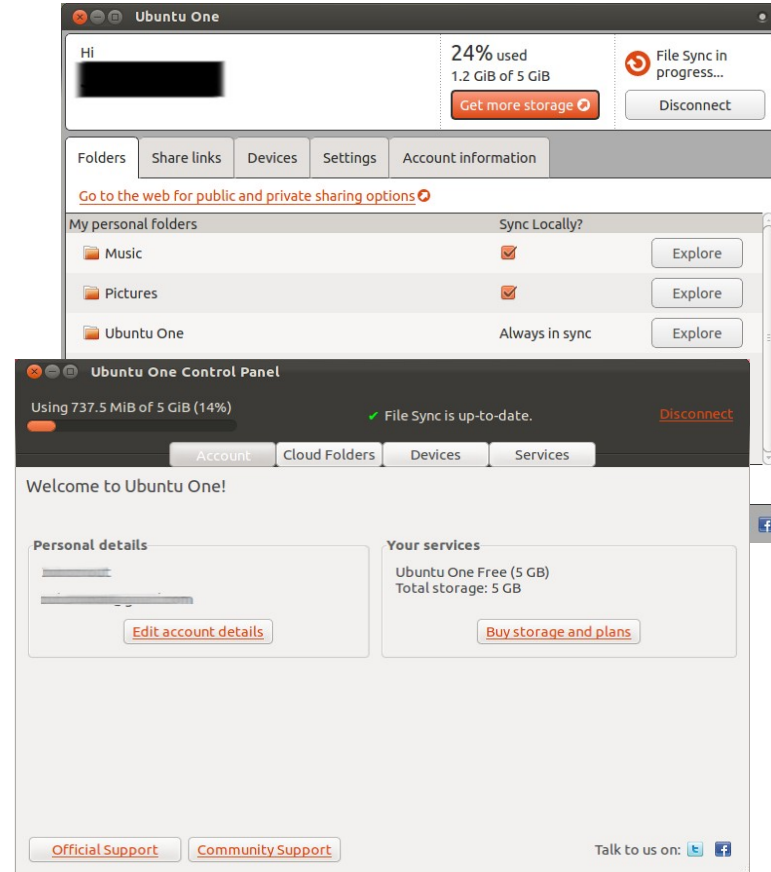 Ubuntu One
Hi
24% used
1.2 GiB of 5 GiB
Get more storage
File Sync in
progress...
Disconnect
Folders
Share links
Devices
Settings
Account information
Go to the web for public and private sharing options
My personal folders
Sync Locally?
Music
Explore
Pictures
Explore
Ubuntu One
Always in sync
Explore
Ubuntu One Control Panel
Using 737.5 MiB of 5 GiB (14%)
✔ File Sync is up-to-date.
Disconnect
Account
Cloud Folders
Devices
Services
Welcome to Ubuntu One!
Personal details
Your services
Ubuntu One Free (5 GB)
Total storage: 5 GB
Edit account details
Buy storage and plans
Official Support
Community Support
Talk to us on: